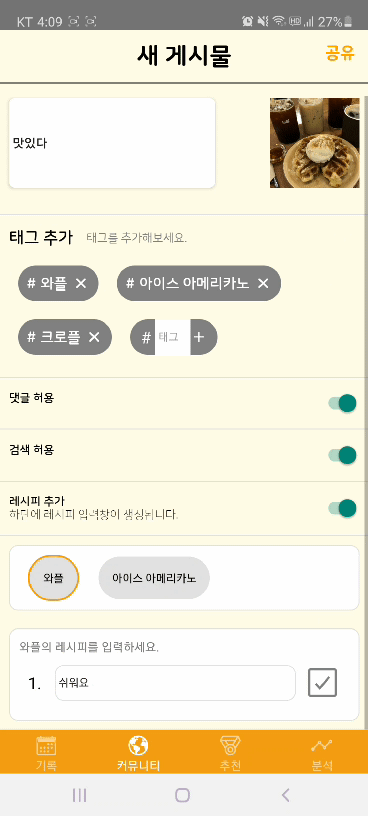 KT 4:09 27%
새 게시물 공유
맛있다
태그 추가 태그를 추가해보세요.
# 와플 ✕ # 아이스 아메리카노 ✕
# 크로플 ✕ # 태그 +
댓글 허용
검색 허용
레시피 추가
하단에 레시피 입력창이 생성됩니다.
와플 아이스 아메리카노
와플의 레시피를 입력하세요.
1. 쉬워요
기록 커뮤니티 추천 분석